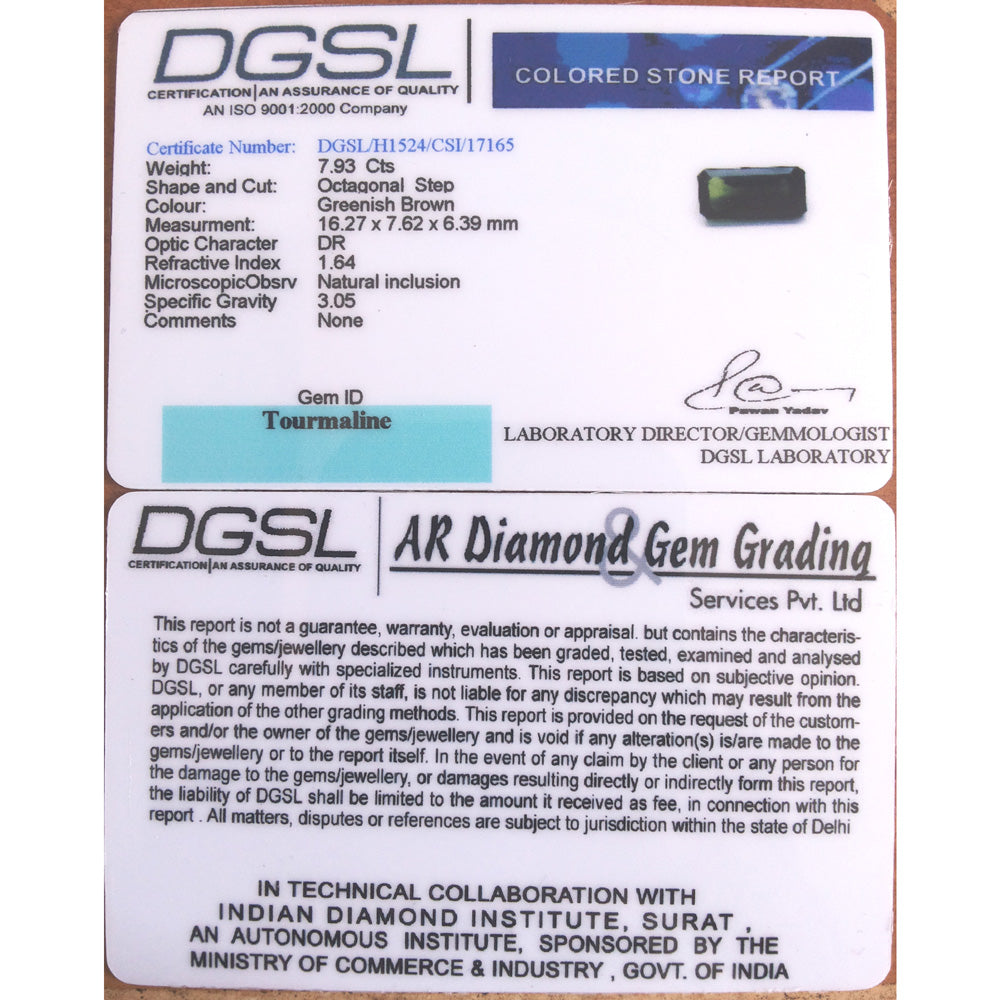 DGSL
CERTIFICATION|AN ASSURANCE OF QUALITY
AN ISO 9001:2000 Company
COLORED STONE REPORT
Certificate Number: DGSL/H1524/CSI/17165
Weight: 7.93 Cts
Shape and Cut: Octagonal Step
Colour: Greenish Brown
Measurment: 16.27 x 7.62 x 6.39 mm
Optic Character DR
Refractive Index 1.64
MicroscopicObsrv Natural inclusion
Specific Gravity 3.05
Comments None
Gem ID
Tourmaline
Pawan Yadav
LABORATORY DIRECTOR/GEMMOLOGIST
DGSL LABORATORY
DGSL
CERTIFICATION|AN ASSURANCE OF QUALITY
AR Diamond & Gem Grading
Services Pvt. Ltd
This report is not a guarantee, warranty, evaluation or appraisal. but contains the characteris-
tics of the gems/jewellery described which has been graded, tested, examined and analysed
by DGSL carefully with specialized instruments. This report is based on subjective opinion.
DGSL, or any member of its staff, is not liable for any discrepancy which may result from the
application of the other grading methods. This report is provided on the request of the custom-
ers and/or the owner of the gems/jewellery and is void if any alteration(s) is/are made to the
gems/jewellery or to the report itself. In the event of any claim by the client or any person for
the damage to the gems/jewellery, or damages resulting directly or indirectly form this report,
the liability of DGSL shall be limited to the amount it received as fee, in connection with this
report . All matters, disputes or references are subject to jurisdiction within the state of Delhi
IN TECHNICAL COLLABORATION WITH
INDIAN DIAMOND INSTITUTE, SURAT ,
AN AUTONOMOUS INSTITUTE, SPONSORED BY THE
MINISTRY OF COMMERCE & INDUSTRY , GOVT. OF INDIA